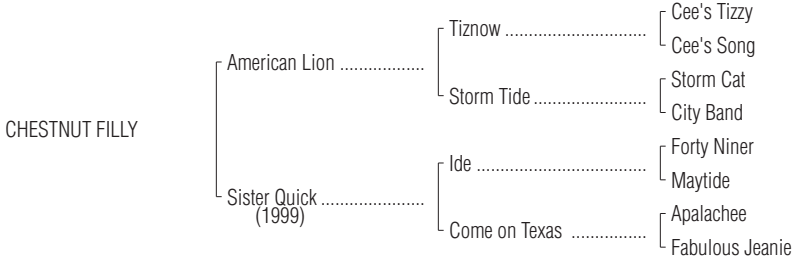 Cee's Tizzy
Tiznow ..............................
Cee's Song
American Lion ..................
Storm Cat
Storm Tide........................
City Band
CHESTNUT FILLY
Forty Niner
Ide ....................................
Maytide
Sister Quick ......................
(1999)
Apalachee
Come on Texas ................
Fabulous Jeanie